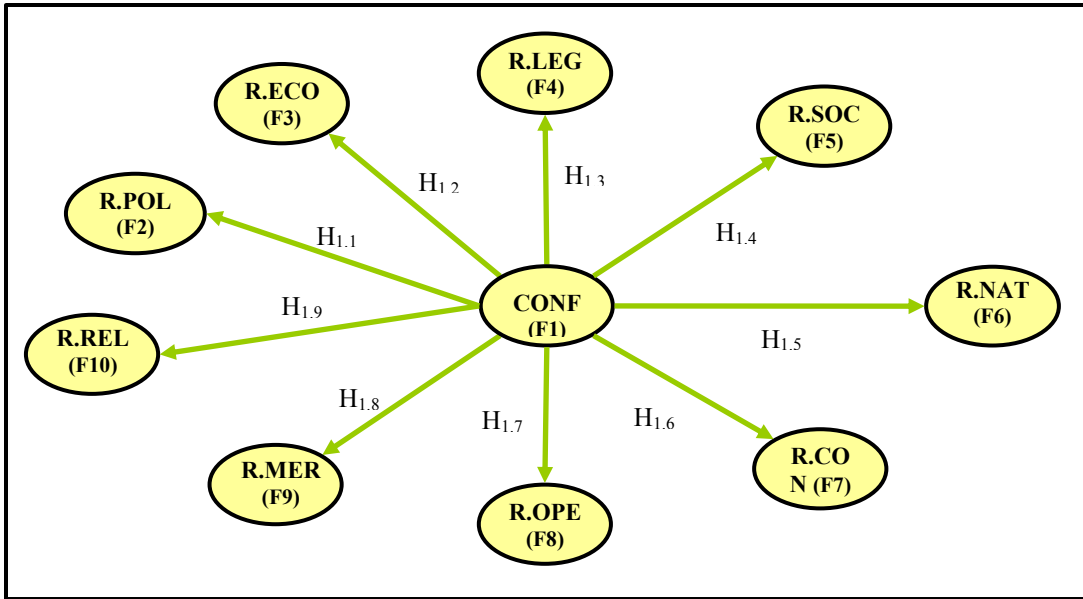 R.LEG
(F4)
R.ECO
(F3)
R.SOC
(F5)
H1.2
H1.3
R.POL
(F2)
H1.1
H1.4
CONF
(F1)
R.NAT
(F6)
H1.9
R.REL
(F10)
H1.5
H1.8
H1.7
H1.6
R.MER
(F9)
R.CO
N (F7)
R.OPE
(F8)